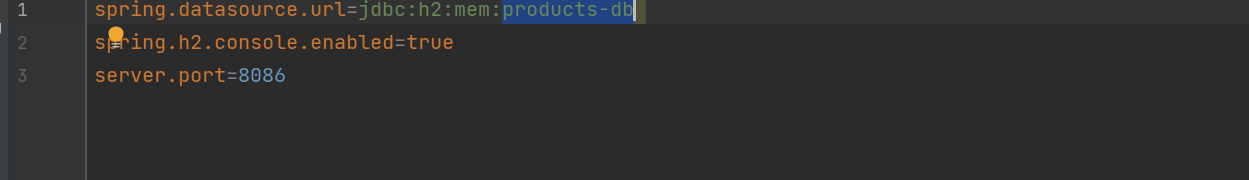 1 spring.datasource.url=jdbc:h2:mem:products-db
2 spring.h2.console.enabled=true
3 server.port=8086